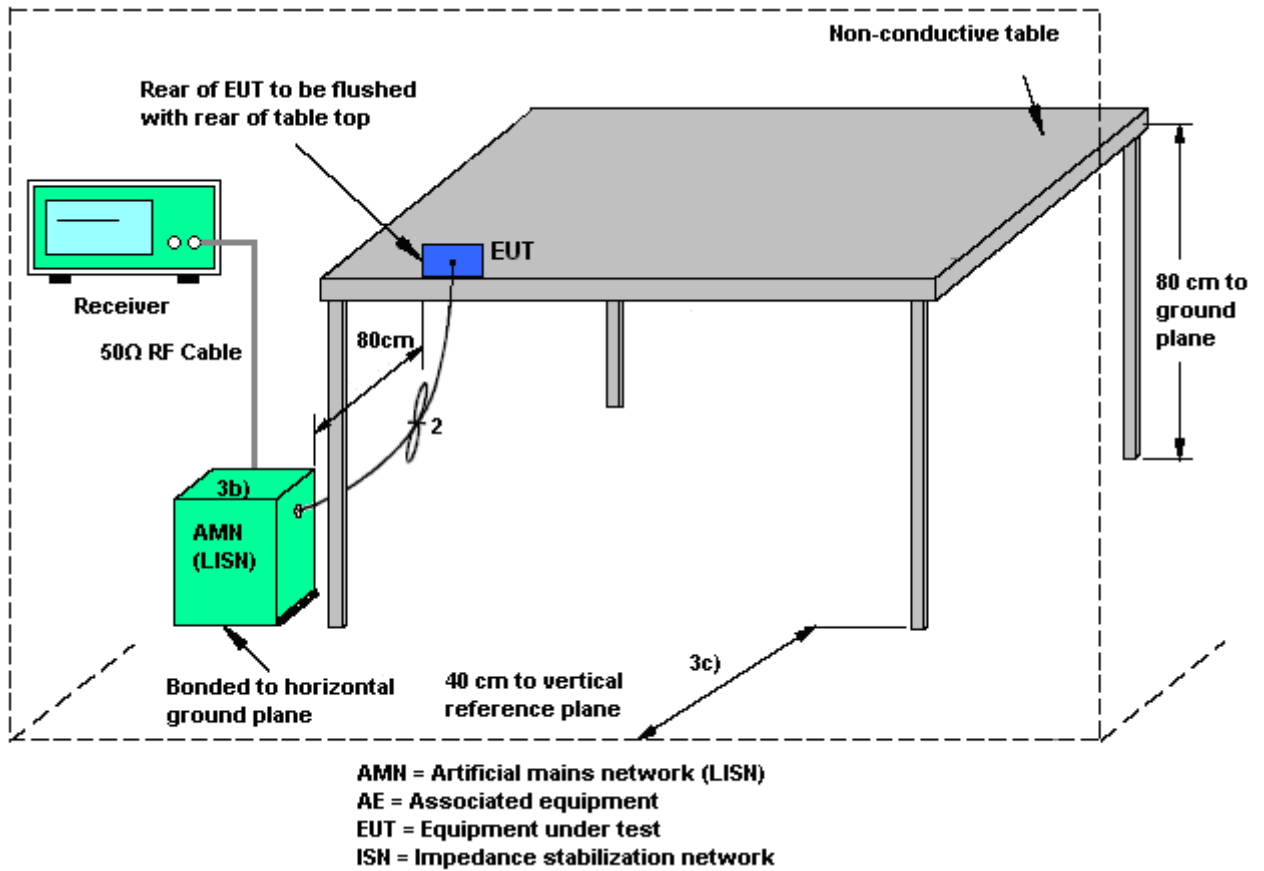 Non-conductive table
Rear of EUT to be flushed
with rear of table top
EUT
Receiver
80 cm to
ground
plane
80cm
50Ω RF Cable
2
3b)
AMN
(LISN)
3c)
Bonded to horizontal
ground plane
40 cm to vertical
reference plane
AMN = Artificial mains network (LISN)
AE = Associated equipment
EUT = Equipment under test
ISN = Impedance stabilization network